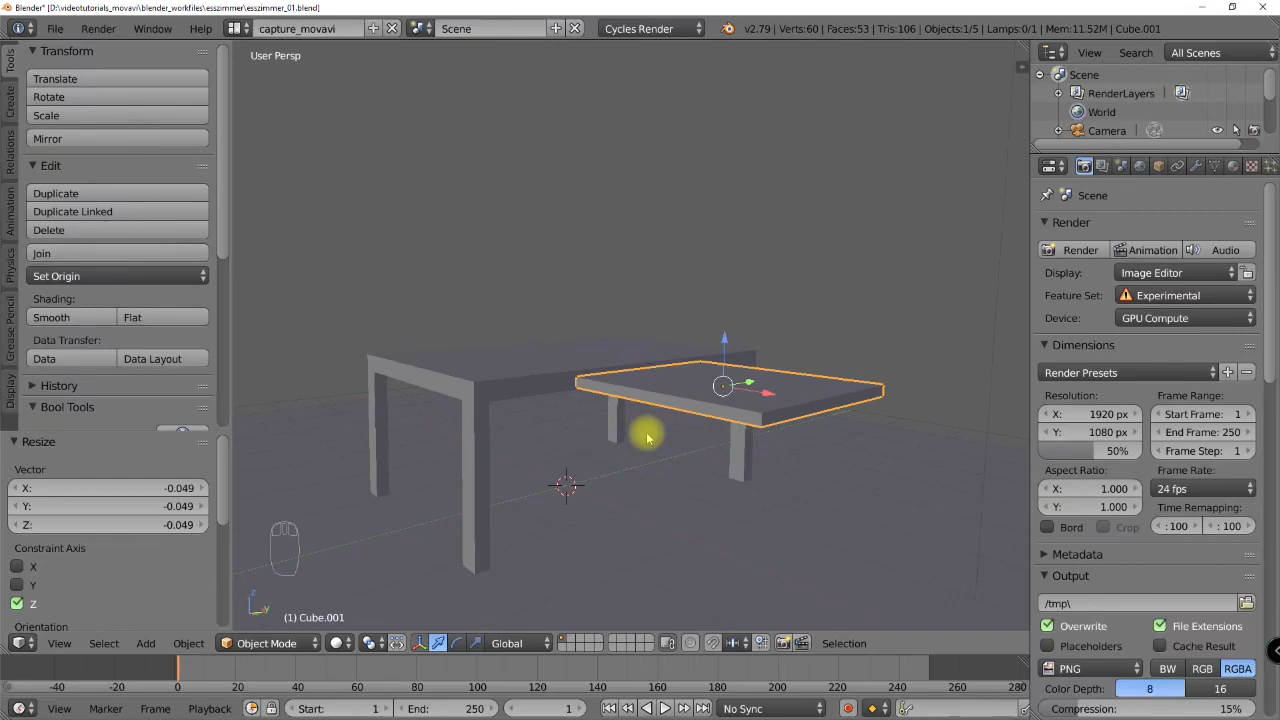 Blender* [D:\videotutorials_movavi\blender_workfiles\esszimmer\esszimmer_01.blend]
File Render Window Help capture_movavi Scene Cycles Render v2.79 | Verts:60 | Faces:53 | Tris:106 | Objects:1/5 | Lamps:0/1 | Mem:11.52M | Cube.001
Tools
Create
Relations
Animation
Physics
Grease Pencil
Display
Transform
Translate
Rotate
Scale
Mirror
Edit
Duplicate
Duplicate Linked
Delete
Join
Set Origin
Shading:
Smooth Flat
Data Transfer:
Data Data Layout
History
Bool Tools
Resize
Vector
X: -0.049
Y: -0.049
Z: -0.049
Constraint Axis
X
Y
Z
Orientation
User Persp
z
y
(1) Cube.001
View Select Add Object Object Mode Global Selection
-40 -20 0 20 40 60 80 100 120 140 160 180 200 220 240 260 280
View Marker Frame Playback Start: 1 End: 250 1 No Sync
View Search All Scenes
Scene
RenderLayers |
World
Camera |
Scene
Render
Render Animation Audio
Display: Image Editor
Feature Set: Experimental
Device: GPU Compute
Dimensions
Render Presets
Resolution: Frame Range:
X: 1920 px Start Frame: 1
Y: 1080 px End Frame: 250
50% Frame Step: 1
Aspect Ratio: Frame Rate:
X: 1.000 24 fps
Y: 1.000 Time Remapping:
Bord Crop : 100 : 100
Metadata
Output
/tmp\
Overwrite File Extensions
Placeholders Cache Result
PNG BW RGB RGBA
Color Depth: 8 16
Compression: 15%